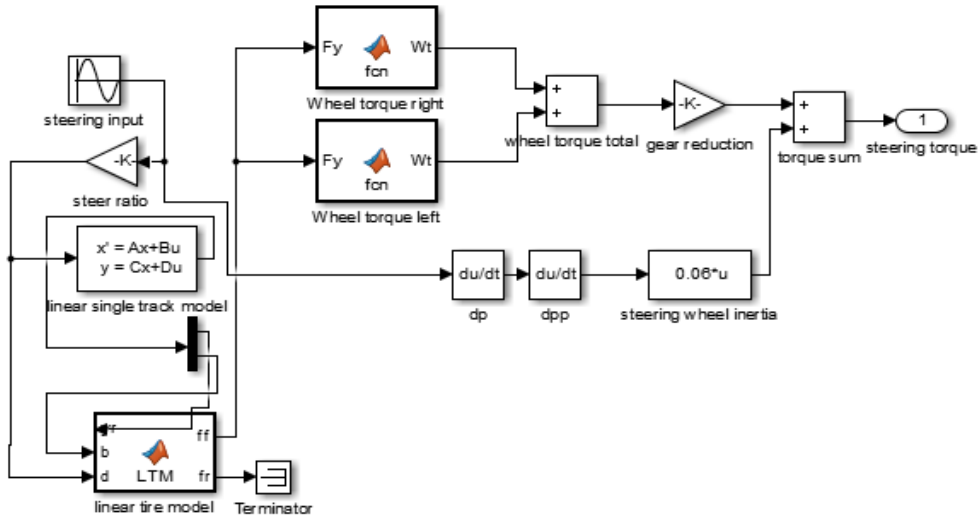 steering input
-K-
steer ratio
x' = Ax+Bu
y = Cx+Du
linear single track model
b
d
ff
fr
LTM
linear tire model
Terminator
Fy
Wt
fcn
Wheel torque right
Fy
Wt
fcn
Wheel torque left
+
+
wheel torque total
-K-
gear reduction
+
+
torque sum
1
steering torque
du/dt
dp
du/dt
dpp
0.06*u
steering wheel inertia